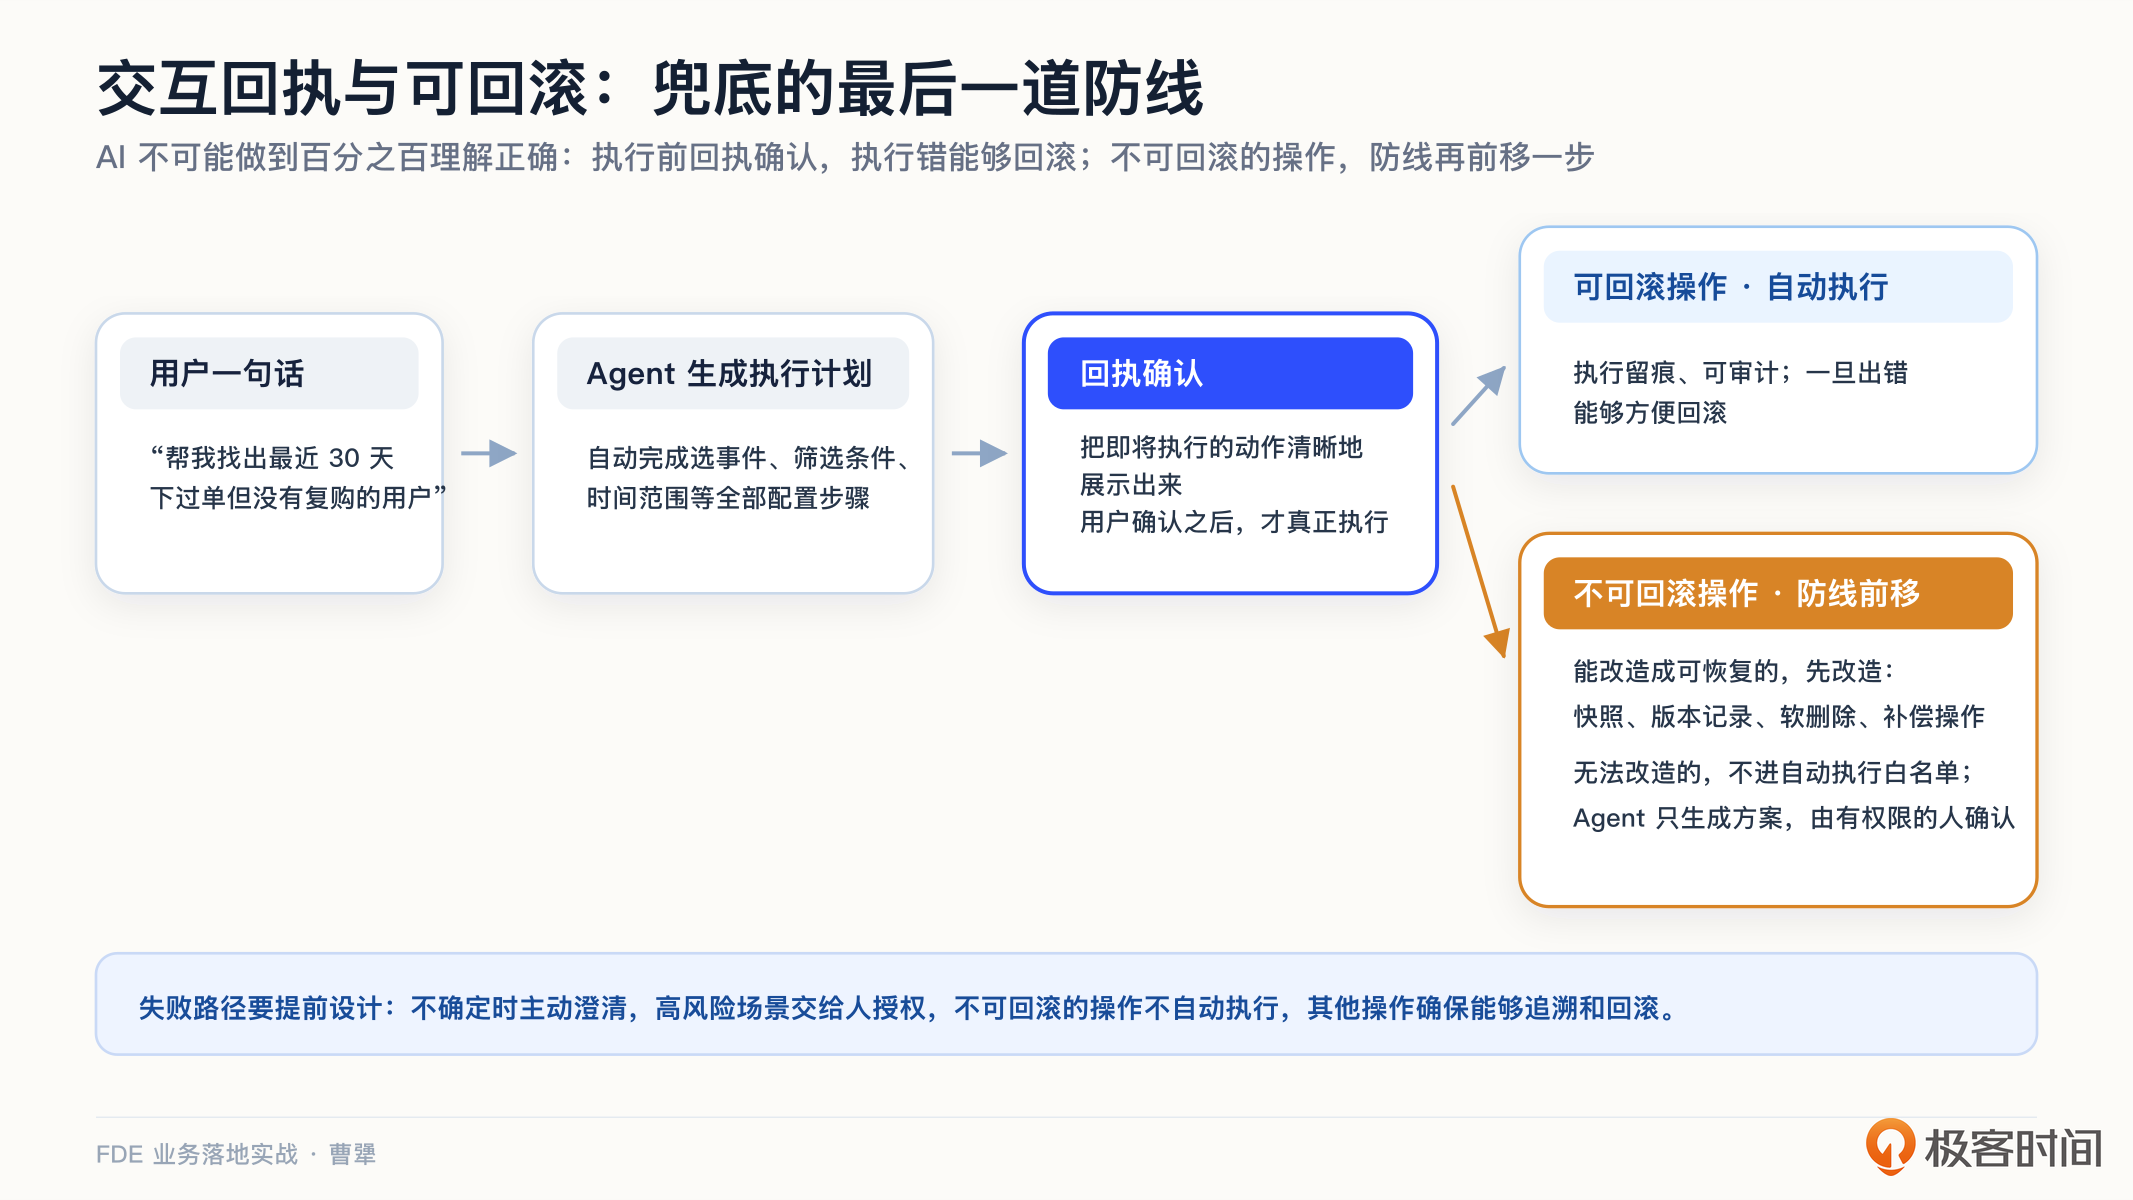 交互回执与可回滚：兜底的最后一道防线
AI 不可能做到百分之百理解正确：执行前回执确认，执行错能够回滚；不可回滚的操作，防线再前移一步
用户一句话
“帮我找出最近 30 天
下过单但没有复购的用户”
Agent 生成执行计划
自动完成选事件、筛选条件、
时间范围等全部配置步骤
回执确认
把即将执行的动作清晰地
展示出来
用户确认之后，才真正执行
可回滚操作 · 自动执行
执行留痕、可审计；一旦出错
能够方便回滚
不可回滚操作 · 防线前移
能改造成可恢复的，先改造：
快照、版本记录、软删除、补偿操作
无法改造的，不进自动执行白名单；
Agent 只生成方案，由有权限的人确认
失败路径要提前设计：不确定时主动澄清，高风险场景交给人授权，不可回滚的操作不自动执行，其他操作确保能够追溯和回滚。
FDE 业务落地实战 · 曹犟
极客时间